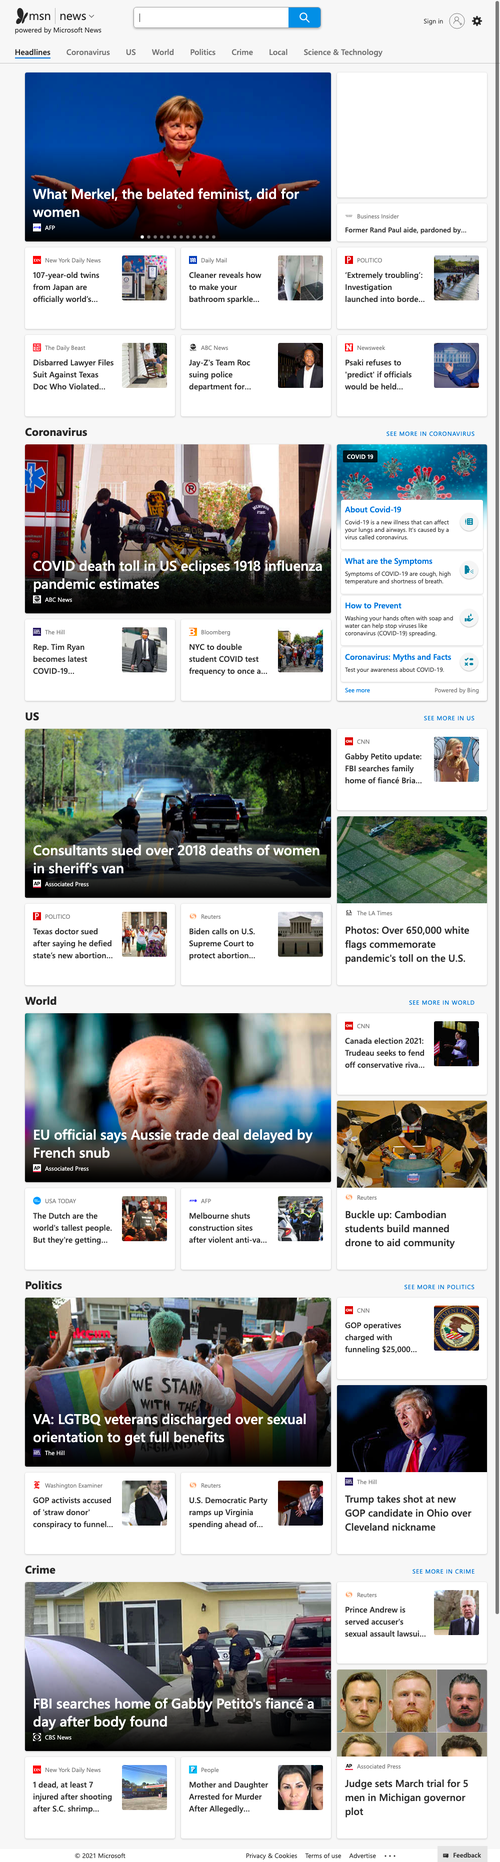 msn | news
powered by Microsoft News
Sign in
Headlines Coronavirus US World Politics Crime Local Science & Technology
What Merkel, the belated feminist, did for
women
AFP
Business Insider
Former Rand Paul aide, pardoned by...
New York Daily News
107-year-old twins
from Japan are
officially world's...
Daily Mail
Cleaner reveals how
to make your
bathroom sparkle...
POLITICO
'Extremely troubling':
Investigation
launched into borde...
The Daily Beast
Disbarred Lawyer Files
Suit Against Texas
Doc Who Violated...
ABC News
Jay-Z's Team Roc
suing police
department for...
Newsweek
Psaki refuses to
'predict' if officials
would be held...
Coronavirus
SEE MORE IN CORONAVIRUS
COVID death toll in US eclipses 1918 influenza
pandemic estimates
ABC News
COVID 19
About Covid-19
Covid-19 is a new illness that can affect
your lungs and airways. It's caused by a
virus called coronavirus.
What are the Symptoms
Symptoms of COVID-19 are cough, high
temperature and shortness of breath.
How to Prevent
Washing your hands often with soap and
water can help stop viruses like
coronavirus (COVID-19) spreading.
Coronavirus: Myths and Facts
Test your awareness about COVID-19.
See more
Powered by Bing
The Hill
Rep. Tim Ryan
becomes latest
COVID-19...
Bloomberg
NYC to double
student COVID test
frequency to once a...
US
SEE MORE IN US
Consultants sued over 2018 deaths of women
in sheriff's van
Associated Press
CNN
Gabby Petito update:
FBI searches family
home of fiancé Bria...
The LA Times
Photos: Over 650,000 white
flags commemorate
pandemic's toll on the U.S.
POLITICO
Texas doctor sued
after saying he defied
state's new abortion...
Reuters
Biden calls on U.S.
Supreme Court to
protect abortion...
World
SEE MORE IN WORLD
EU official says Aussie trade deal delayed by
French snub
Associated Press
CNN
Canada election 2021:
Trudeau seeks to fend
off conservative riva...
Reuters
Buckle up: Cambodian
students build manned
drone to aid community
USA TODAY
The Dutch are the
world's tallest people.
But they're getting...
AFP
Melbourne shuts
construction sites
after violent anti-va...
Politics
SEE MORE IN POLITICS
WE STAND
WITH THE
VA: LGTBQ veterans discharged over sexual
orientation to get full benefits
The Hill
CNN
GOP operatives
charged with
funneling $25,000...
The Hill
Trump takes shot at new
GOP candidate in Ohio over
Cleveland nickname
Washington Examiner
GOP activists accused
of 'straw donor'
conspiracy to funnel...
Reuters
U.S. Democratic Party
ramps up Virginia
spending ahead of...
Crime
SEE MORE IN CRIME
FBI searches home of Gabby Petito's fiancé a
day after body found
CBS News
Reuters
Prince Andrew is
served accuser's
sexual assault lawsui...
Associated Press
Judge sets March trial for 5
men in Michigan governor
plot
New York Daily News
1 dead, at least 7
injured after shooting
after S.C. shrimp...
People
Mother and Daughter
Arrested for Murder
After Allegedly...
© 2021 Microsoft
Privacy & Cookies Terms of use Advertise ...
Feedback